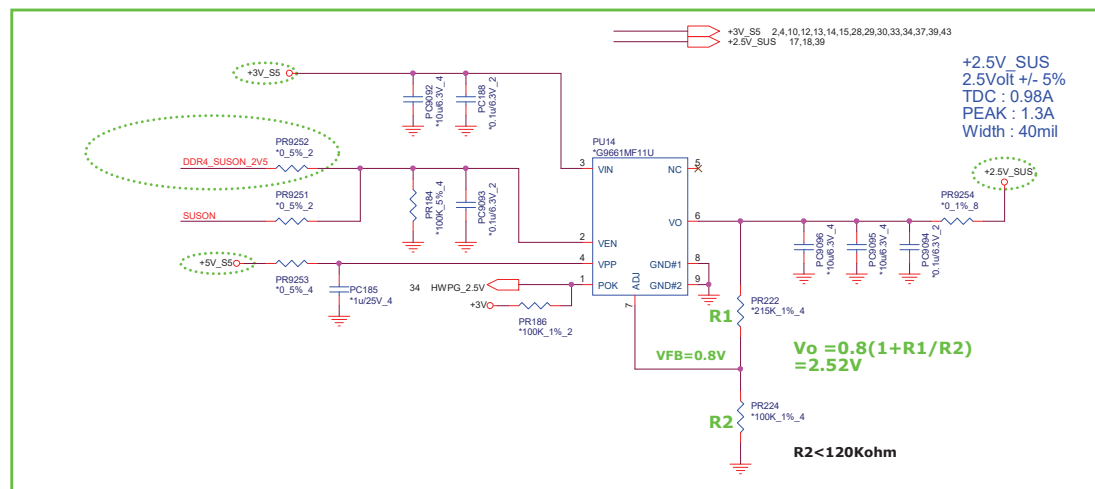 +3V_S5 2,4,10,12,13,14,15,28,29,30,33,34,37,39,43
+2.5V_SUS 17,18,39
+2.5V_SUS
2.5Volt +/- 5%
TDC : 0.98A
PEAK : 1.3A
Width : 40mil
+3V_S5
PC9092
*10u/6.3V_4
PC188
*0.1u/6.3V_2
PU14
*G9661MF11U
PR9252
*0_5%_2
DDR4_SUSON_2V5
PR9251
*0_5%_2
SUSON
PR184
*100K_5%_4
PC9093
*0.1u/6.3V_2
3
VIN
NC
5
2
VEN
VO
6
4
VPP
GND#1
8
1
POK
GND#2
9
ADJ
7
+2.5V_SUS
PR9254
*0_1%_8
PC9096
*10u/6.3V_4
PC9095
*10u/6.3V_4
PC9094
*0.1u/6.3V_2
+5V_S5
PR9253
*0_5%_4
PC185
*1u/25V_4
34 HWPG_2.5V
+3V
PR186
*100K_1%_2
R1
PR222
*215K_1%_4
VFB=0.8V
Vo =0.8(1+R1/R2)
=2.52V
R2
PR224
*100K_1%_4
R2<120Kohm